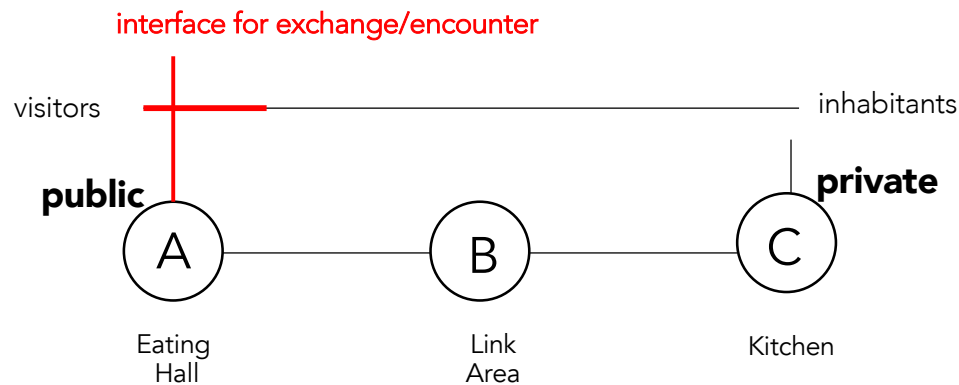 interface for exchange/encounter
visitors
inhabitants
public
private
A
B
C
Eating
Hall
Link
Area
Kitchen